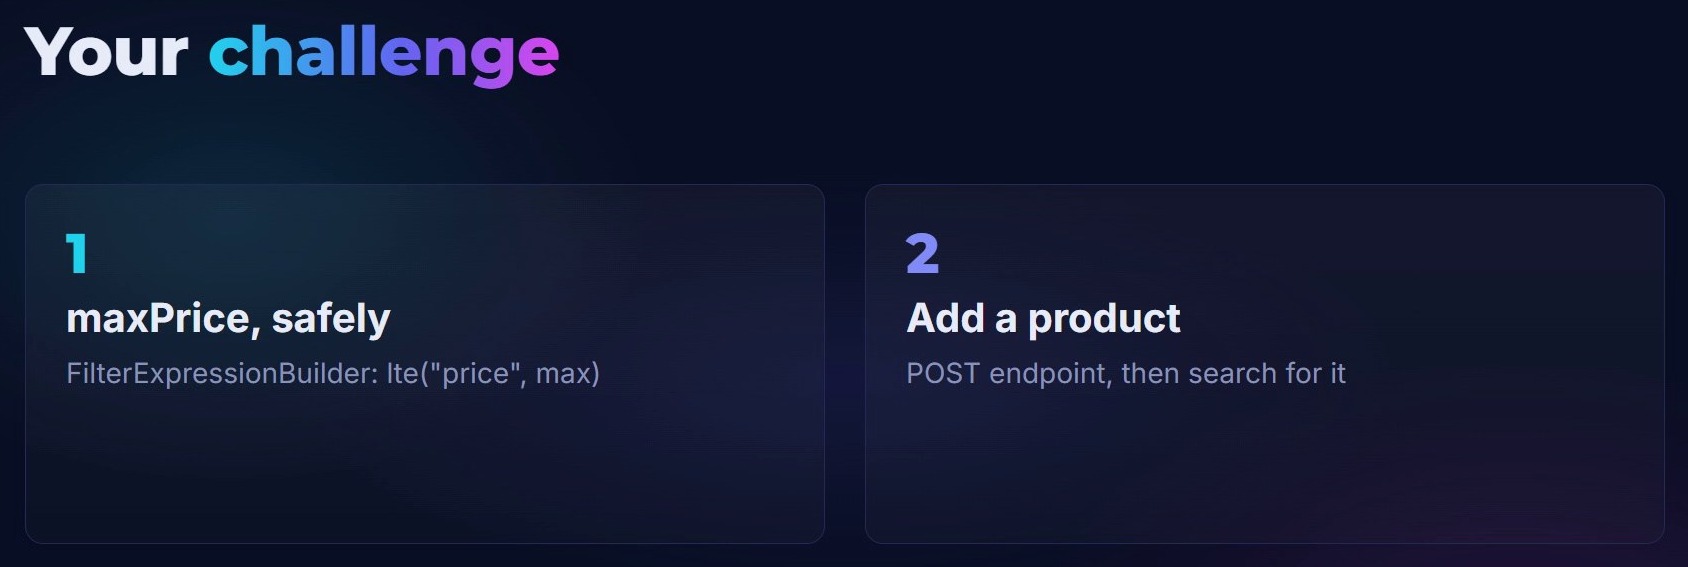 Your challenge
1
maxPrice, safely
FilterExpressionBuilder: lte("price", max)
2
Add a product
POST endpoint, then search for it